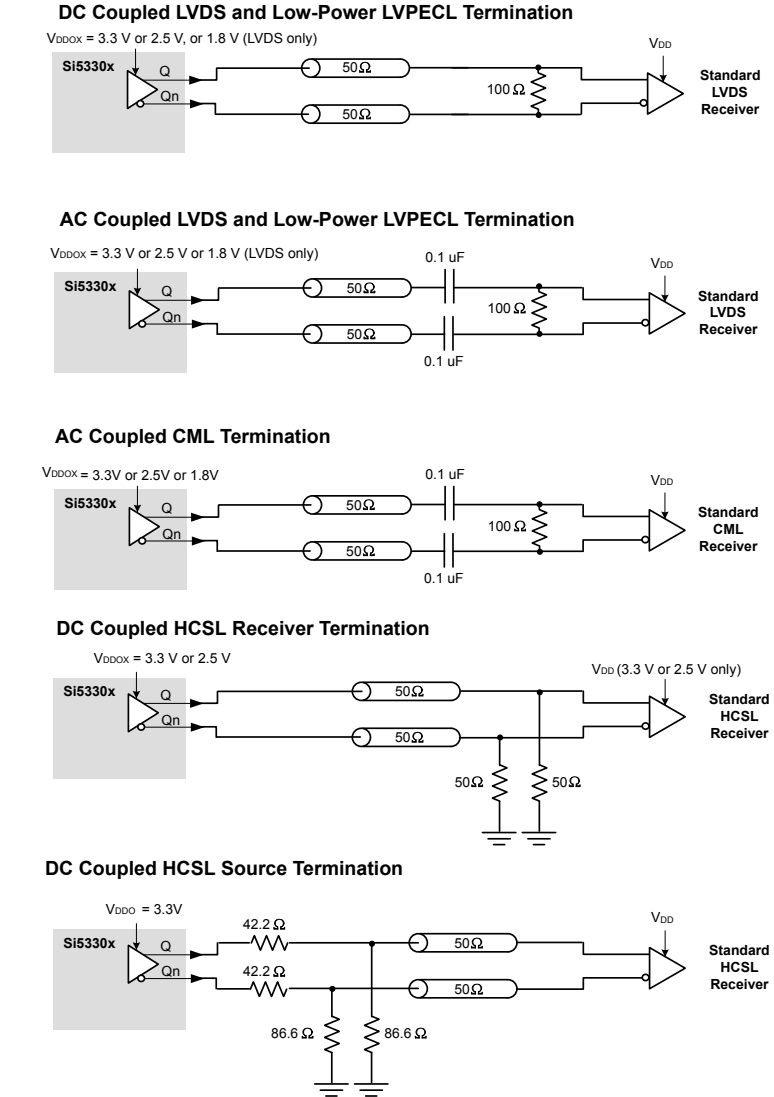 DC Coupled LVDS and Low-Power LVPECL Termination
VDDOX = 3.3 V or 2.5 V, or 1.8 V (LVDS only)
Si5330x
Q
Qn
50Ω
50Ω
100 Ω
VDD
Standard
LVDS
Receiver
AC Coupled LVDS and Low-Power LVPECL Termination
VDDOX = 3.3 V or 2.5 V or 1.8 V (LVDS only)
Si5330x
Q
Qn
50Ω
50Ω
0.1 uF
0.1 uF
100 Ω
VDD
Standard
LVDS
Receiver
AC Coupled CML Termination
VDDOX = 3.3V or 2.5V or 1.8V
Si5330x
Q
Qn
50Ω
50Ω
0.1 uF
0.1 uF
100 Ω
VDD
Standard
CML
Receiver
DC Coupled HCSL Receiver Termination
VDDOX = 3.3 V or 2.5 V
Si5330x
Q
Qn
50Ω
50Ω
50Ω
50Ω
VDD (3.3 V or 2.5 V only)
Standard
HCSL
Receiver
DC Coupled HCSL Source Termination
VDDO = 3.3V
Si5330x
Q
Qn
42.2 Ω
42.2 Ω
86.6 Ω
86.6 Ω
50Ω
50Ω
VDD
Standard
HCSL
Receiver